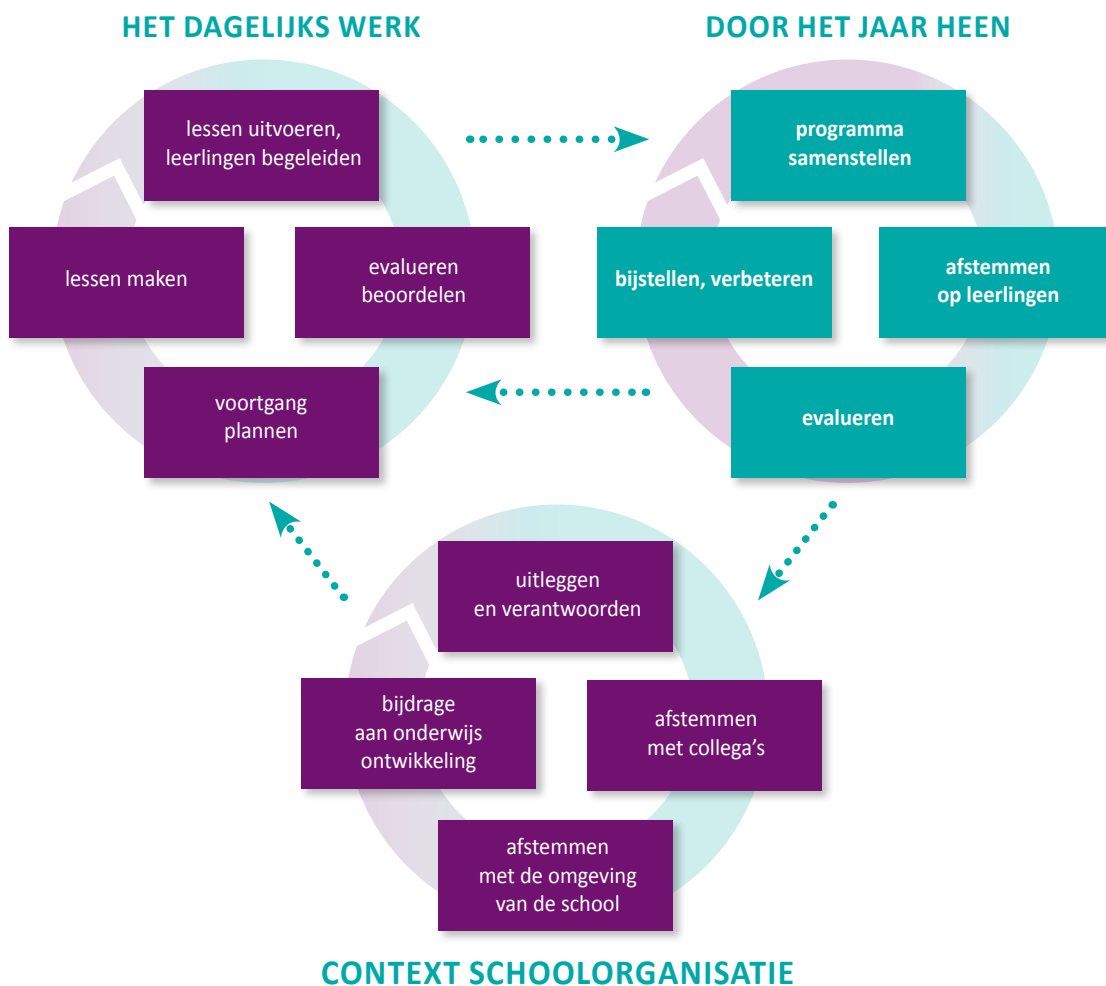 HET DAGELIJKS WERK
lessen uitvoeren,
leerlingen begeleiden
lessen maken
evalueren
beoordelen
voortgang
plannen
DOOR HET JAAR HEEN
programma
samenstellen
bijstellen, verbeteren
afstemmen
op leerlingen
evalueren
uitleggen
en verantwoorden
bijdrage
aan onderwijs
ontwikkeling
afstemmen
met collega’s
afstemmen
met de omgeving
van de school
CONTEXT SCHOOLORGANISATIE